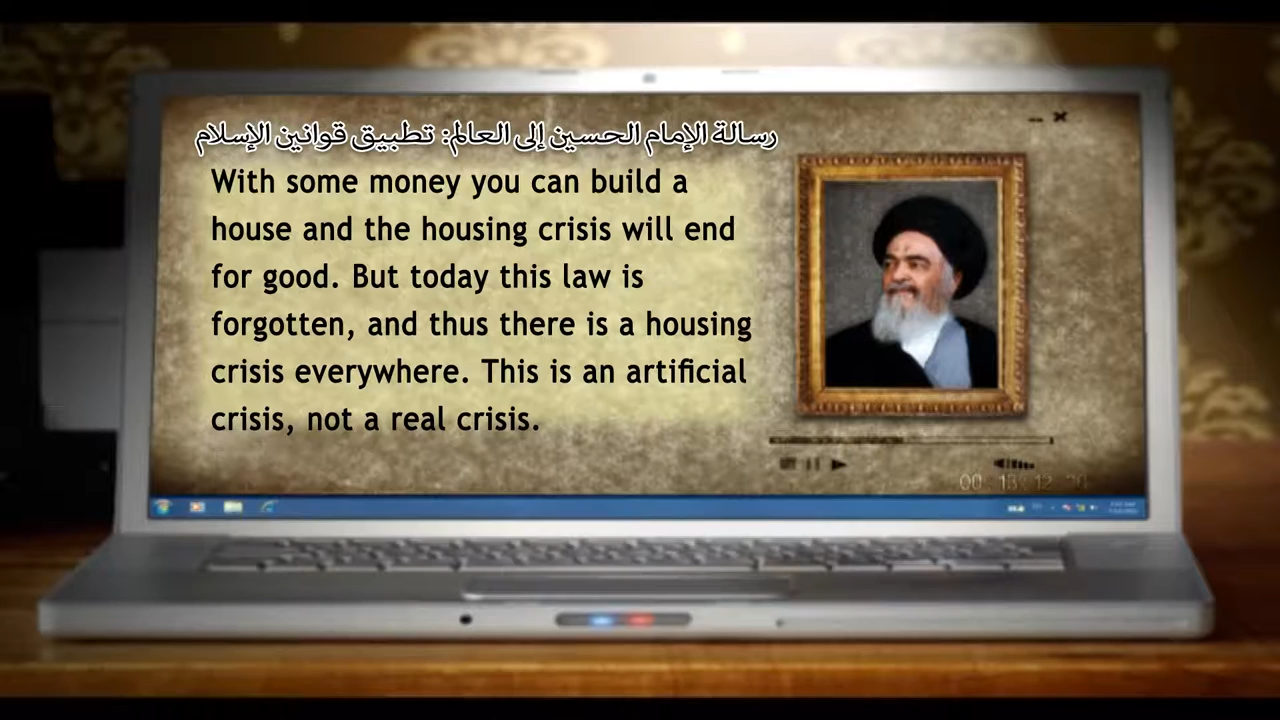 رسالة الإمام الحسين إلى العالم: تطبيق قوانين الإسلام
With some money you can build a
house and the housing crisis will end
for good. But today this law is
forgotten, and thus there is a housing
crisis everywhere. This is an artificial
crisis, not a real crisis.